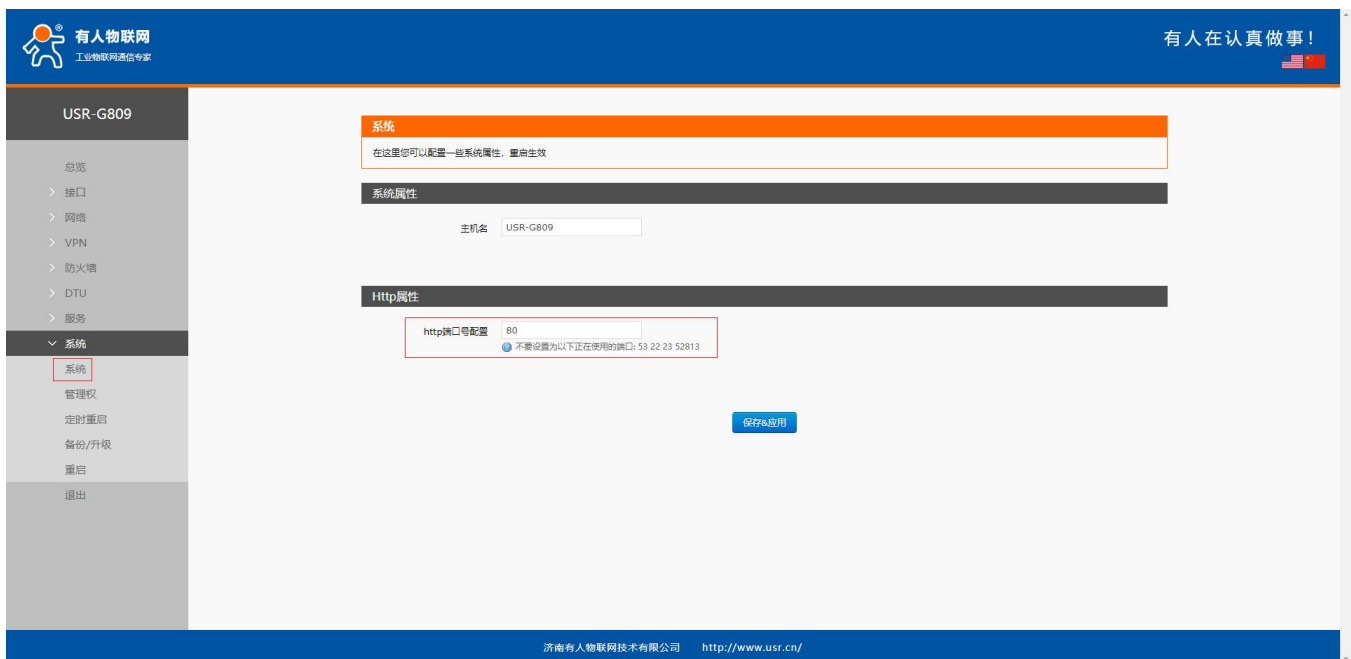 有人物联网
工业物联网通信专家
有人在认真做事！
USR-G809
总览
接口
网络
VPN
防火墙
DTU
服务
系统
系统
管理权
定时重启
备份/升级
重启
退出
系统
在这里您可以配置一些系统属性，重启生效
系统属性
主机名 USR-G809
Http属性
http端口号配置 80
不要设置为以下正在使用的端口: 53 22 23 52813
保存&应用
济南有人物联网技术有限公司 http://www.usr.cn/